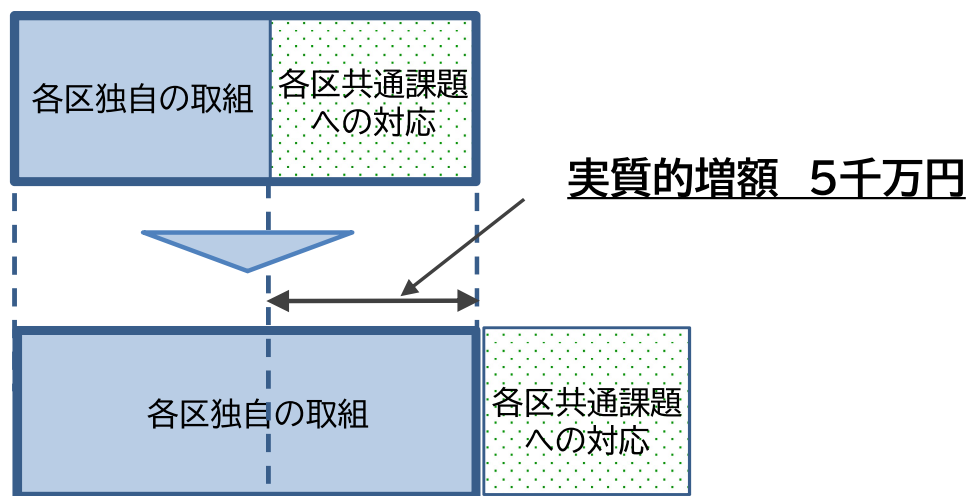 各区独自の取組
各区共通課題
への対応
実質的増額　５千万円
各区独自の取組
各区共通課題
への対応